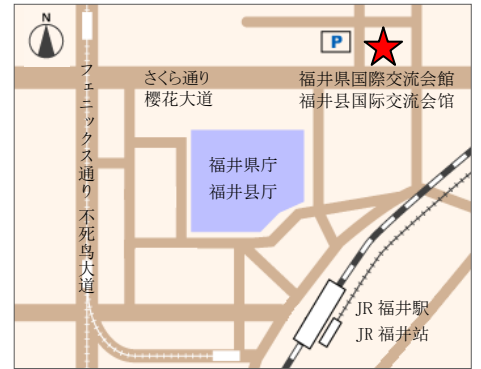 N
P
さくら通り
櫻花大道
福井県国際交流会館
福井县国际交流会馆
フェニックス通り 不死鸟大道
福井県庁
福井县厅
JR 福井駅
JR 福井站